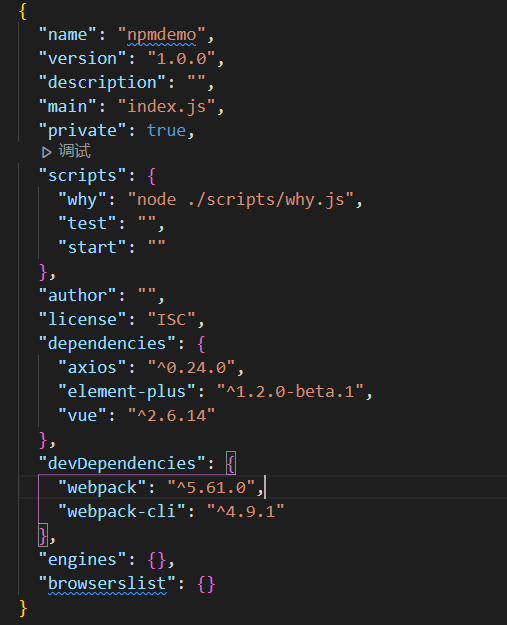 {
  "name": "npmdemo",
  "version": "1.0.0",
  "description": "",
  "main": "index.js",
  "private": true,
  ▷ 调试
  "scripts": {
    "why": "node ./scripts/why.js",
    "test": "",
    "start": ""
  },
  "author": "",
  "license": "ISC",
  "dependencies": {
    "axios": "^0.24.0",
    "element-plus": "^1.2.0-beta.1",
    "vue": "^2.6.14"
  },
  "devDependencies": {
    "webpack": "^5.61.0",
    "webpack-cli": "^4.9.1"
  },
  "engines": {},
  "browserslist": {}
}